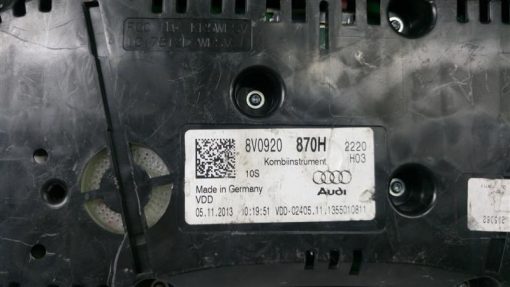 8V0920 870H 2220
Kombiinstrument H03
10S
Made in Germany
VDD Audi
05.11.2013 10:19:51 VDD-02405.11.1355010811